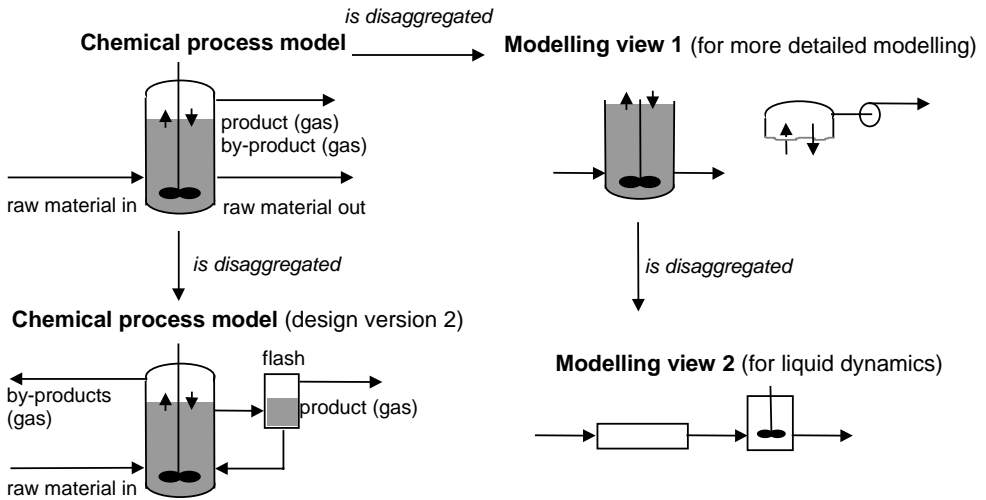 is disaggregated
Chemical process model
Modelling view 1 (for more detailed modelling)
product (gas)
by-product (gas)
raw material in
raw material out
is disaggregated
is disaggregated
Chemical process model (design version 2)
flash
Modelling view 2 (for liquid dynamics)
by-products
(gas)
product (gas)
raw material in